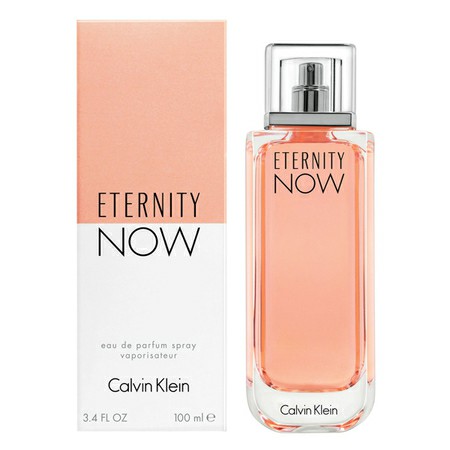 ETERNITY
NOW
eau de parfum spray
vaporisateur
Calvin Klein
3.4 FL OZ 100 ml ℮
ETERNITY
NOW
Calvin Klein